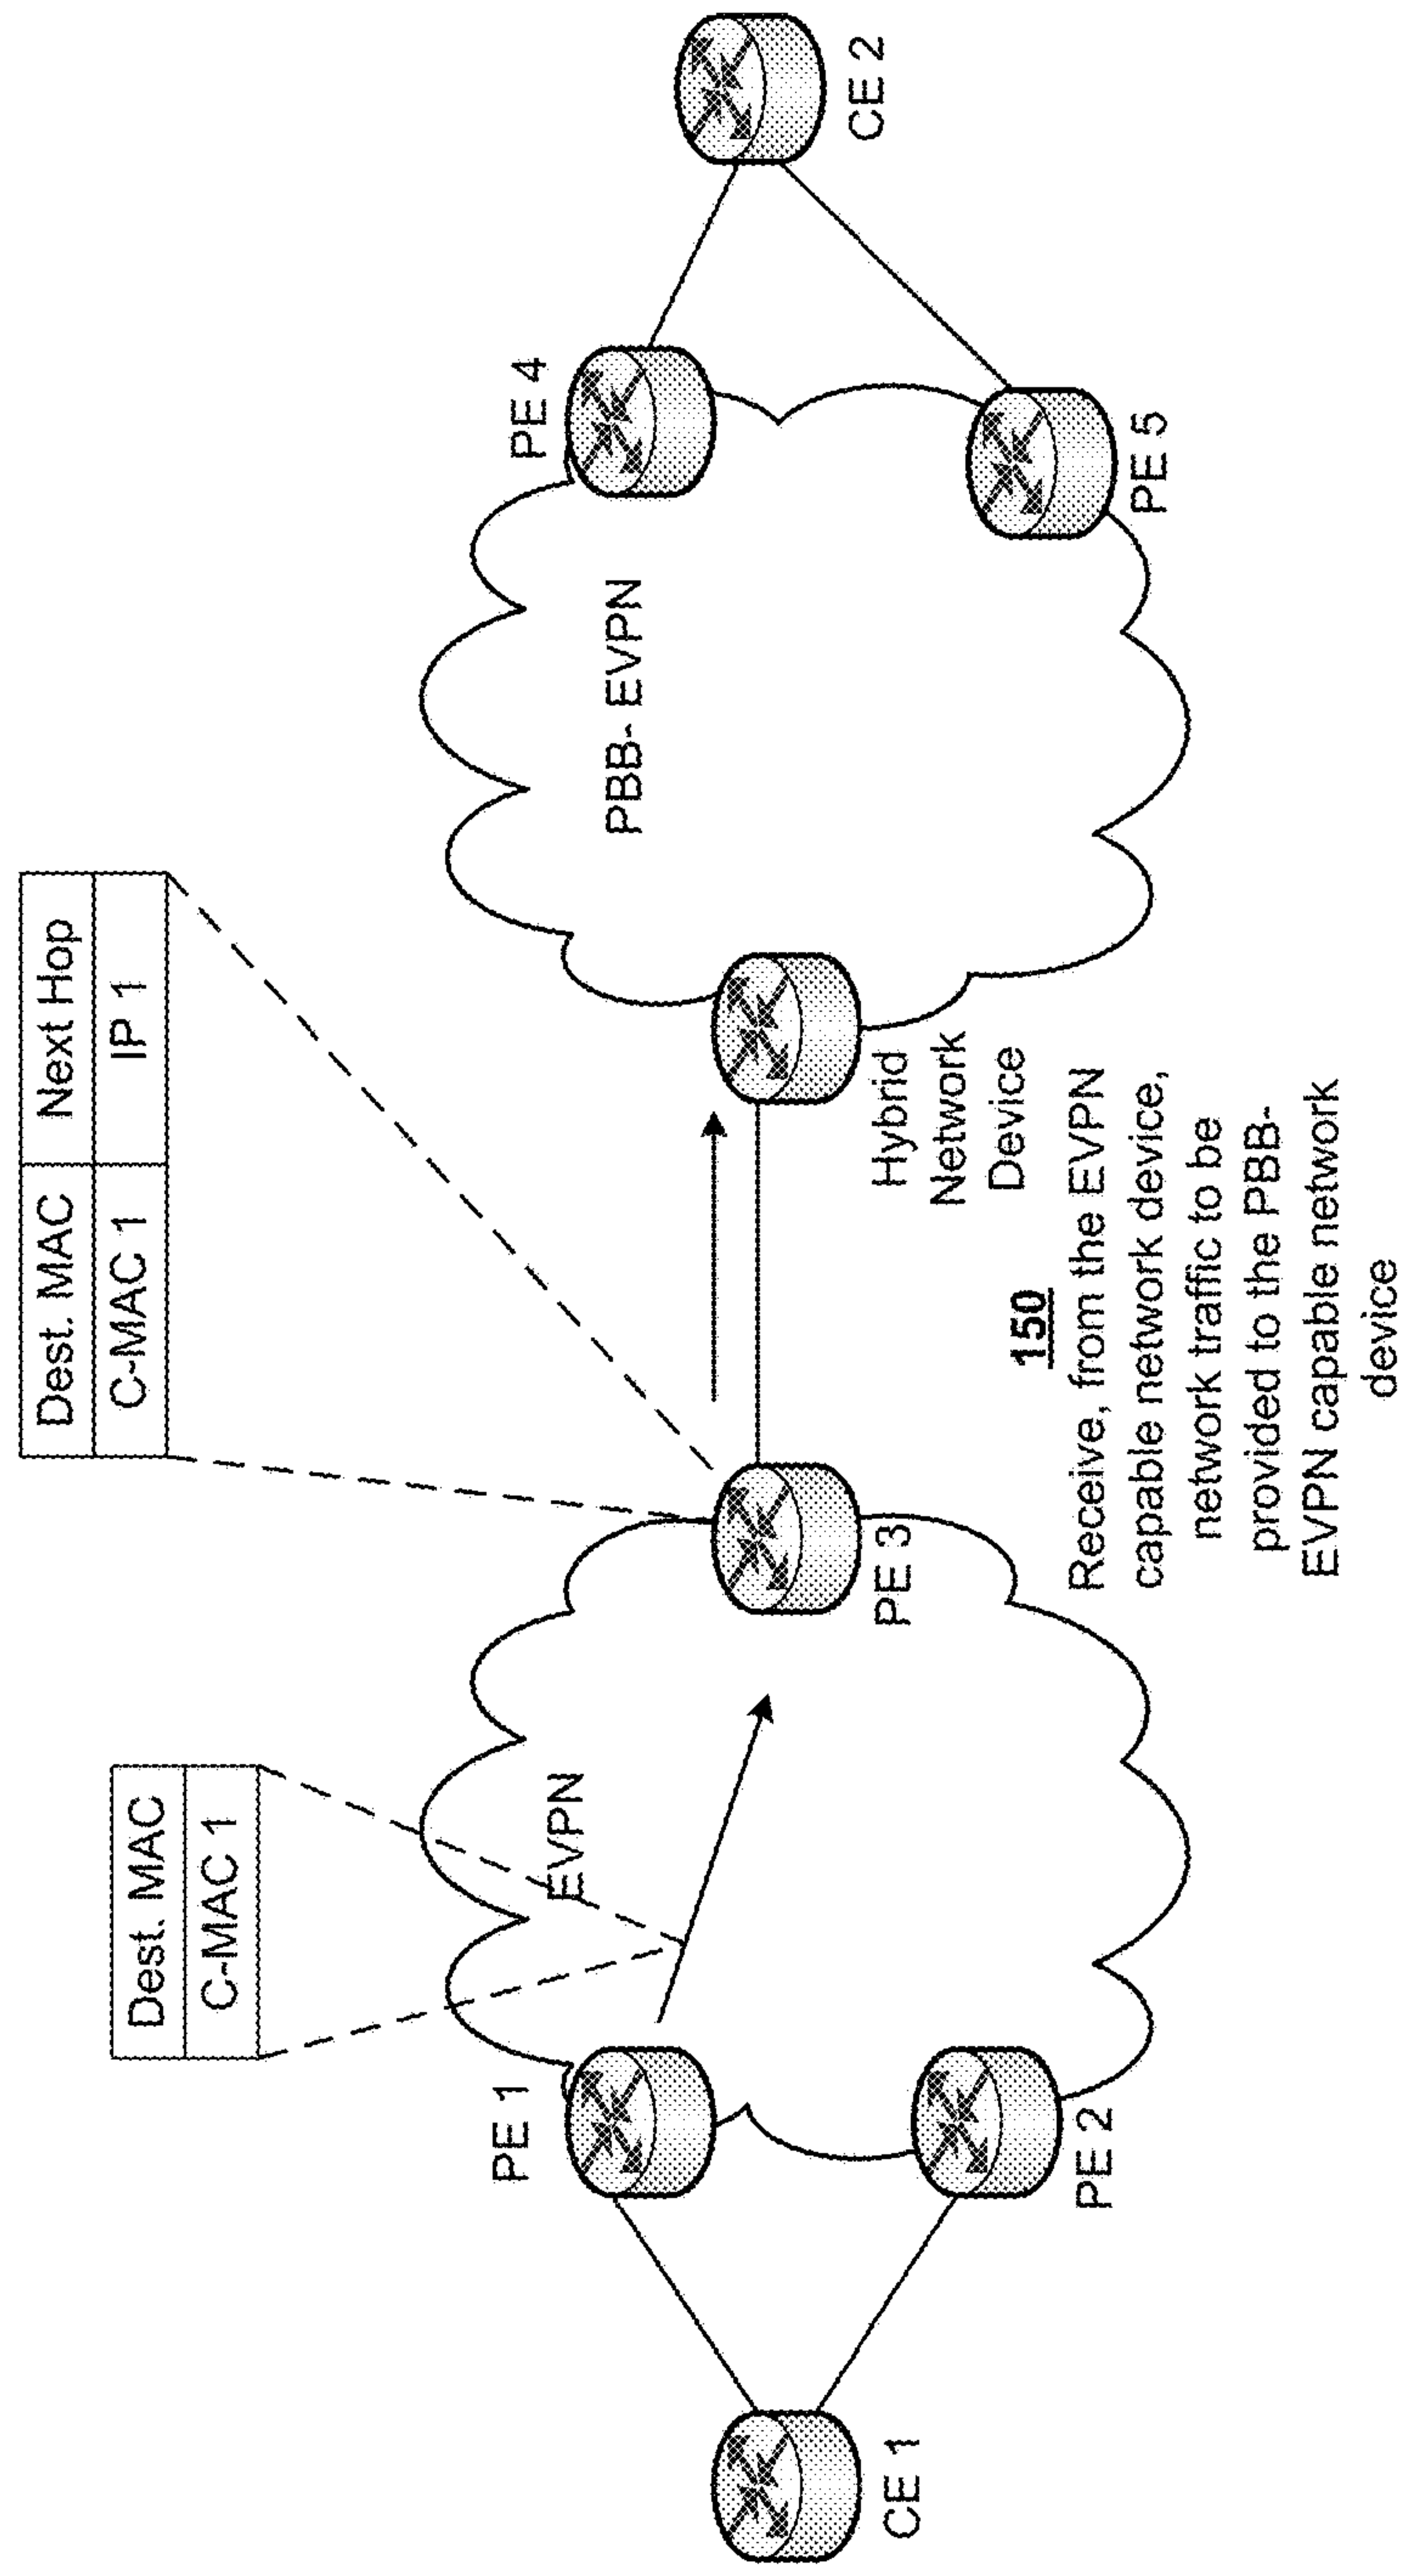 Dest. MAC Next Hop
C-MAC 1 IP 1
Dest. MAC
C-MAC 1
EVPN
PBB- EVPN
PE 1
PE 4
CE 1
PE 3
Hybrid
Network
Device
CE 2
PE 2
PE 5
150
Receive, from the EVPN
capable network device,
network traffic to be
provided to the PBB-
EVPN capable network
device